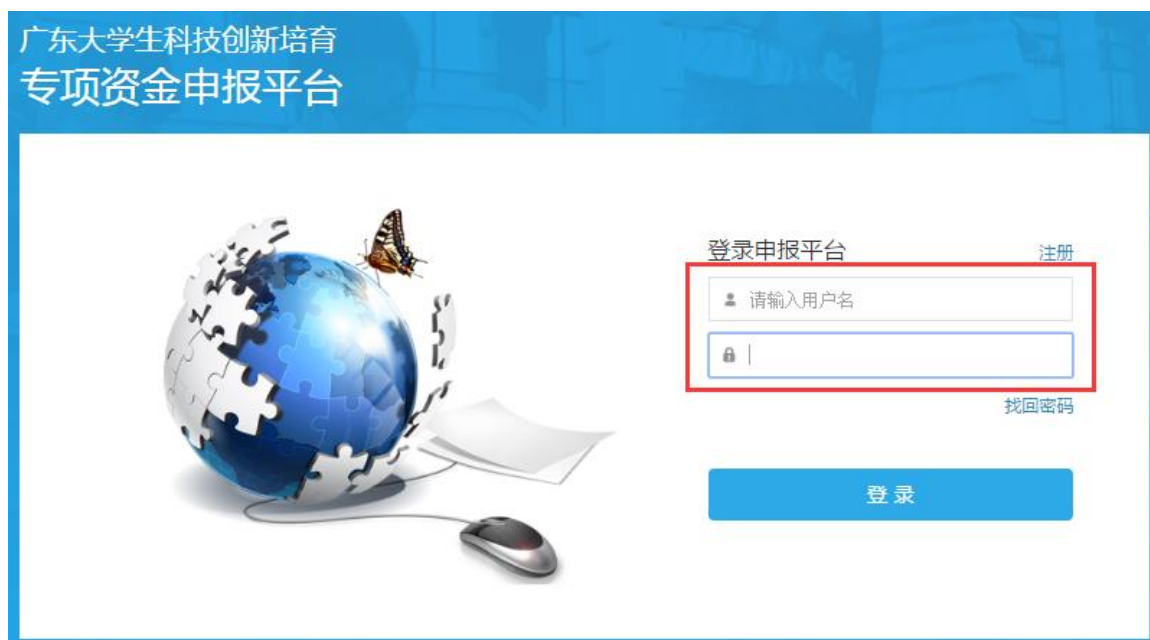 广东大学生科技创新培育
专项资金申报平台
登录申报平台
注册
请输入用户名
找回密码
登 录